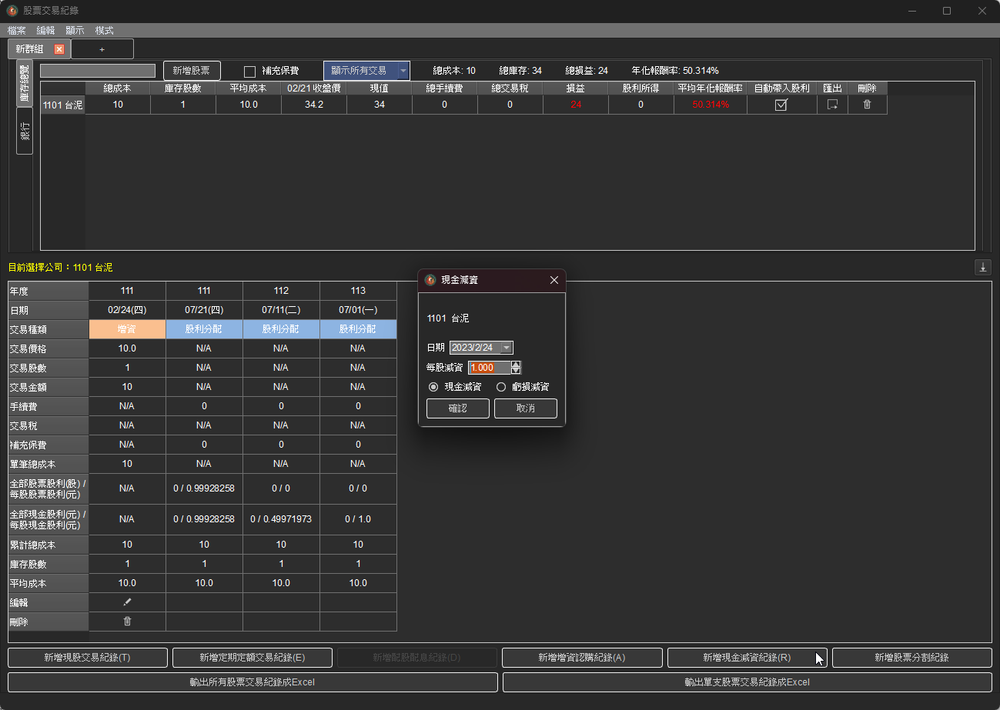 股票交易紀錄
檔案 編輯 顯示 模式
新群組 +
庫存總覽
銀行
新增股票 補充保費 顯示所有交易 總成本: 10 總庫存: 34 總損益: 24 年化報酬率: 50.314%
總成本 庫存股數 平均成本 02/21 收盤價 現值 總手續費 總交易稅 損益 股利所得 平均年化報酬率 自動帶入股利 匯出 刪除
1101 台泥 10 1 10.0 34.2 34 0 0 24 0 50.314%
目前選擇公司：1101 台泥
年度 111 111 112 113
日期 02/24(四) 07/21(四) 07/11(二) 07/01(一)
交易種類 增資 股利分配 股利分配 股利分配
交易價格 10.0 N/A N/A N/A
交易股數 1 N/A N/A N/A
交易金額 10 N/A N/A N/A
手續費 N/A 0 0 0
交易稅 N/A N/A N/A N/A
補充保費 N/A 0 0 0
單筆總成本 10 N/A N/A N/A
全部股票股利(股) /
每股股票股利(元) N/A 0 / 0.99928258 0 / 0 0 / 0
全部現金股利(元) /
每股現金股利(元) N/A 0 / 0.99928258 0 / 0.49971973 0 / 1.0
累計總成本 10 10 10 10
庫存股數 1 1 1 1
平均成本 10.0 10.0 10.0 10.0
編輯
刪除
現金減資
1101 台泥
日期 2023/2/24
每股減資 1.000
現金減資 虧損減資
確認 取消
新增現股交易紀錄(T) 新增定期定額交易紀錄(E) 新增配股配息紀錄(D) 新增增資認購紀錄(A) 新增現金減資紀錄(R) 新增股票分割紀錄
輸出所有股票交易紀錄成Excel 輸出單支股票交易紀錄成Excel